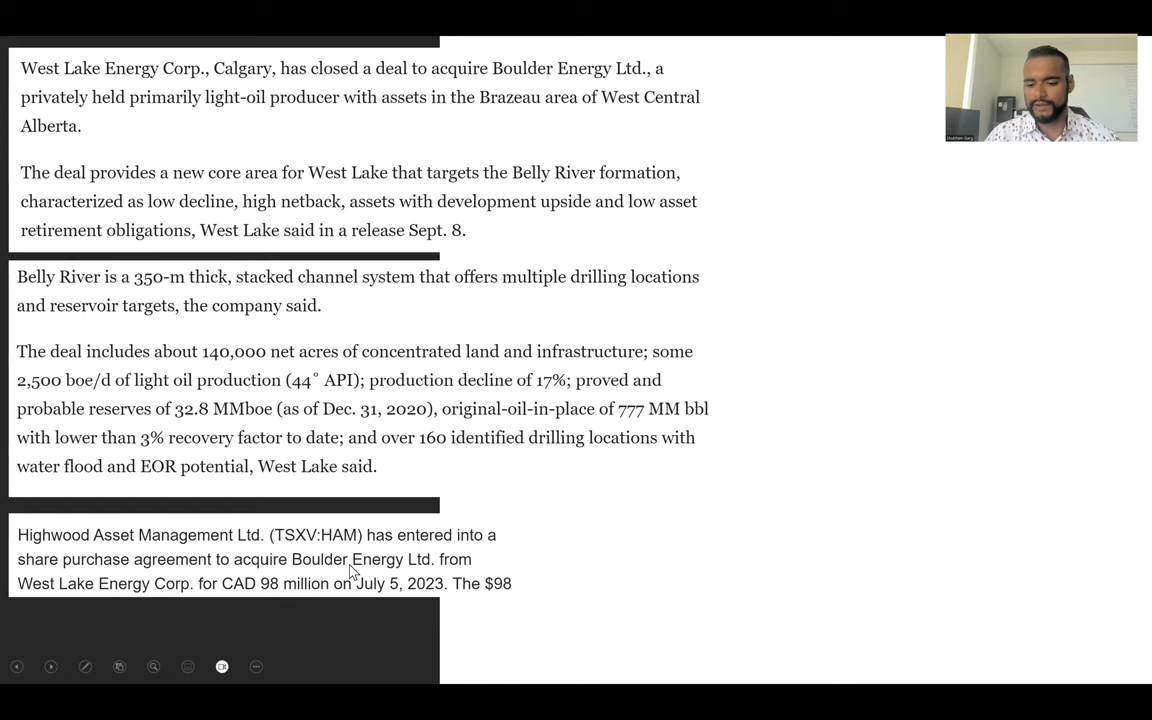 West Lake Energy Corp., Calgary, has closed a deal to acquire Boulder Energy Ltd., a
privately held primarily light-oil producer with assets in the Brazeau area of West Central
Alberta.
The deal provides a new core area for West Lake that targets the Belly River formation,
characterized as low decline, high netback, assets with development upside and low asset
retirement obligations, West Lake said in a release Sept. 8.
Belly River is a 350-m thick, stacked channel system that offers multiple drilling locations
and reservoir targets, the company said.
The deal includes about 140,000 net acres of concentrated land and infrastructure; some
2,500 boe/d of light oil production (44° API); production decline of 17%; proved and
probable reserves of 32.8 MMboe (as of Dec. 31, 2020), original-oil-in-place of 777 MM bbl
with lower than 3% recovery factor to date; and over 160 identified drilling locations with
water flood and EOR potential, West Lake said.
Highwood Asset Management Ltd. (TSXV:HAM) has entered into a
share purchase agreement to acquire Boulder Energy Ltd. from
West Lake Energy Corp. for CAD 98 million on July 5, 2023. The $98